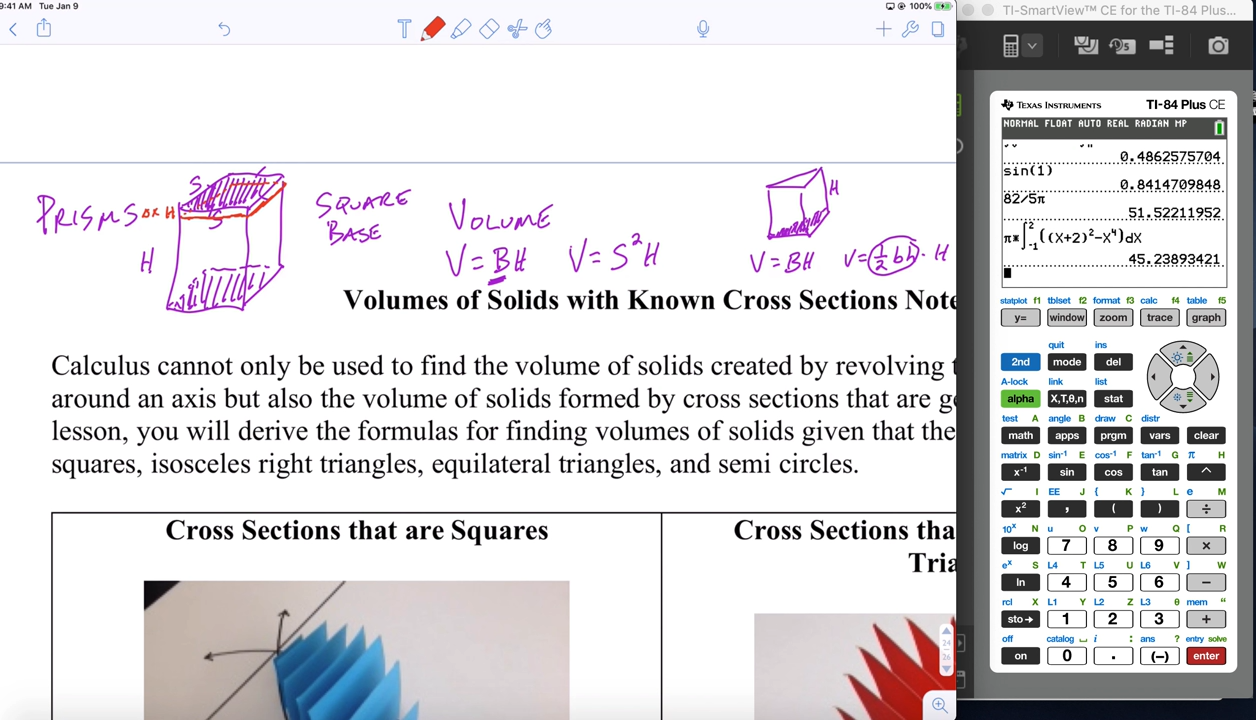 9:41 AM Tue Jan 9
100%
TI-SmartView™ CE for the TI-84 Plus...
PRISMS
Δx H
S
S
H
SQUARE
BASE
VOLUME
V = BH
V = S²H
H
V = BH
V = (½ bh) · H
Volumes of Solids with Known Cross Sections Note
Calculus cannot only be used to find the volume of solids created by revolving
around an axis but also the volume of solids formed by cross sections that are ge
lesson, you will derive the formulas for finding volumes of solids given that the
squares, isosceles right triangles, equilateral triangles, and semi circles.
Cross Sections that are Squares
Cross Sections tha
Tria
24
26
TEXAS INSTRUMENTS
TI-84 Plus CE
NORMAL FLOAT AUTO REAL RADIAN MP
0.4862575704
sin(1)
0.8414709848
82/5π
51.52211952
π*∫₋₁²((X+2)²-X⁴)dX
45.23893421
statplot f1 tblset f2 format f3 calc f4 table f5
y= window zoom trace graph
quit ins
2nd mode del
A-lock link list
alpha X,T,θ,n stat
test A angle B draw C distr
math apps prgm vars clear
matrix D sin⁻¹ E cos⁻¹ F tan⁻¹ G π H
x⁻¹ sin cos tan ^
√ I EE J { K } L e M
x² , ( ) ÷
10ˣ N u O v P w Q [ R
log 7 8 9 ×
eˣ S L4 T L5 U L6 V ] W
ln 4 5 6 −
rcl X L1 Y L2 Z L3 θ mem "
sto→ 1 2 3 +
off catalog ⎵ i : ans ? entry solve
on 0 . (−) enter